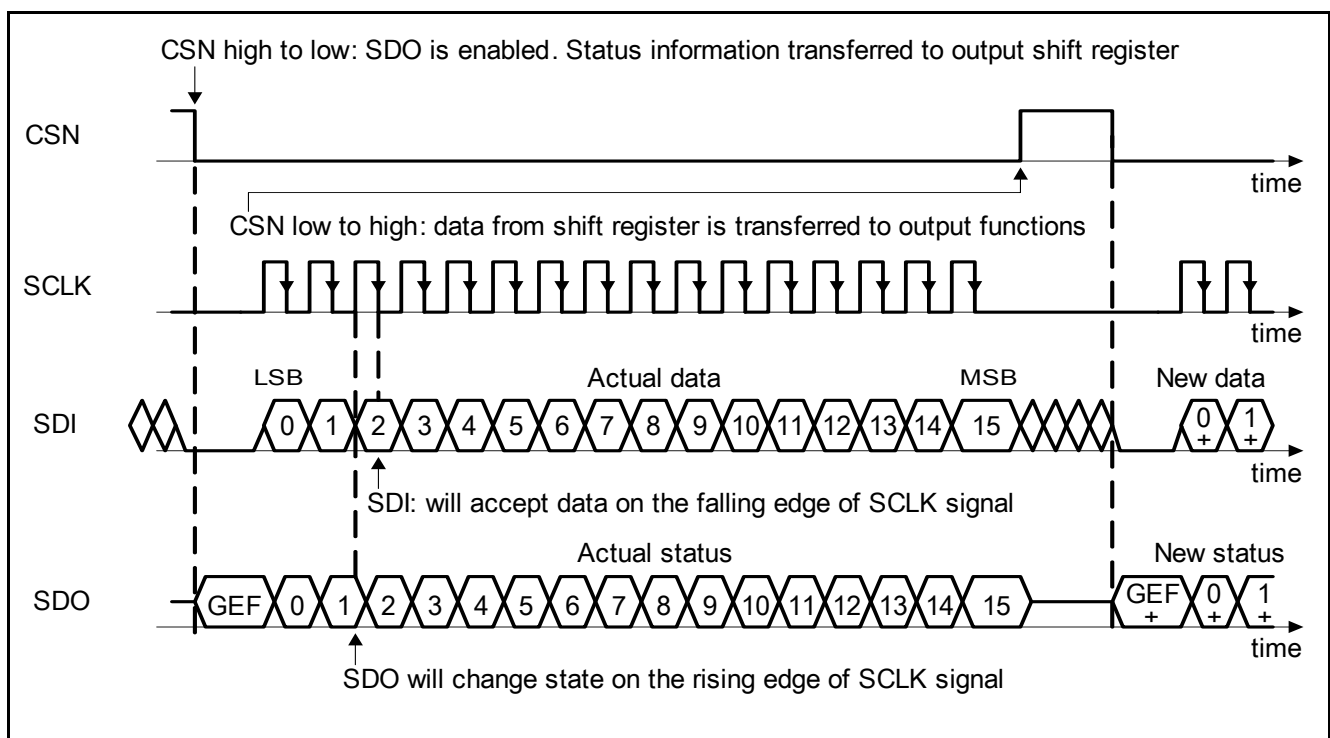 CSN high to low: SDO is enabled. Status information transferred to output shift register
CSN
time
CSN low to high: data from shift register is transferred to output functions
SCLK
time
LSB Actual data MSB New data
SDI 0 1 2 3 4 5 6 7 8 9 10 11 12 13 14 15 0+ 1+
time
SDI: will accept data on the falling edge of SCLK signal
Actual status New status
SDO GEF 0 1 2 3 4 5 6 7 8 9 10 11 12 13 14 15 GEF+ 0+ 1+
time
SDO will change state on the rising edge of SCLK signal